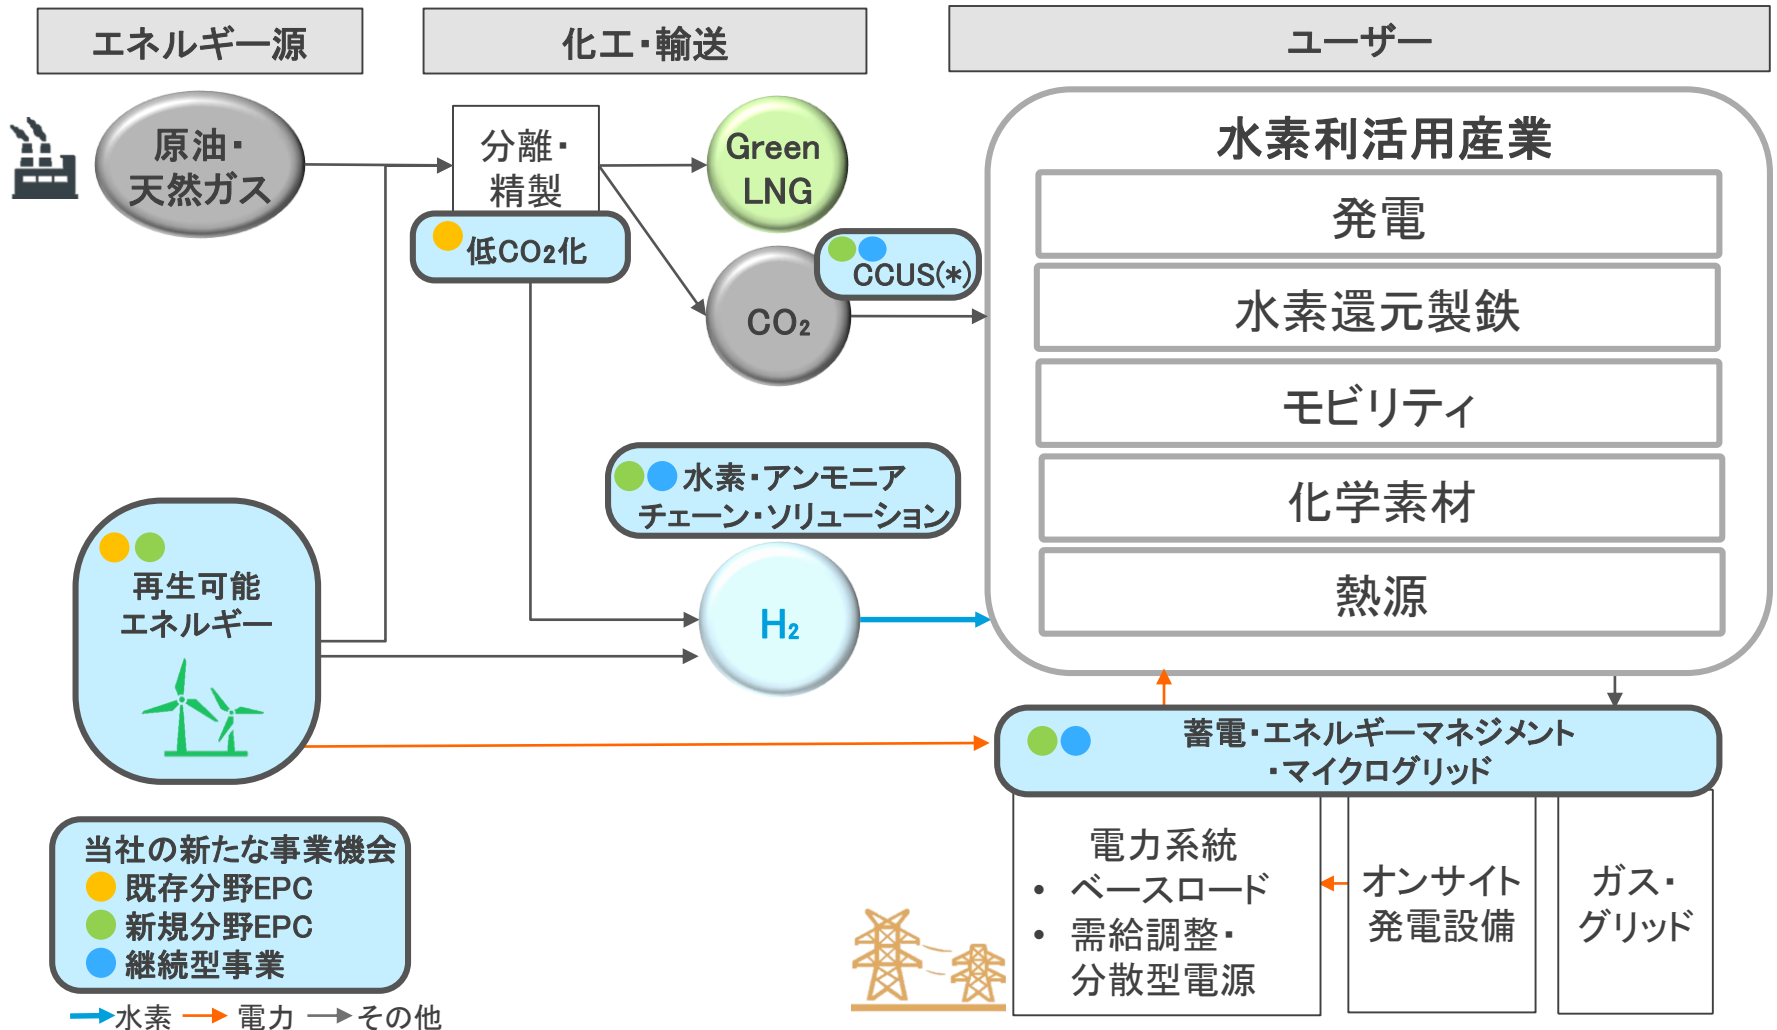 エネルギー源
化工・輸送
ユーザー
原油・
天然ガス
分離・
精製
低CO₂化
Green
LNG
CCUS(*)
CO₂
水素利活用産業
発電
水素還元製鉄
モビリティ
化学素材
熱源
水素・アンモニア
チェーン・ソリューション
再生可能
エネルギー
H₂
蓄電・エネルギーマネジメント
・マイクログリッド
電力系統
• ベースロード
• 需給調整・
分散型電源
オンサイト
発電設備
ガス・
グリッド
当社の新たな事業機会
既存分野EPC
新規分野EPC
継続型事業
水素 電力 その他